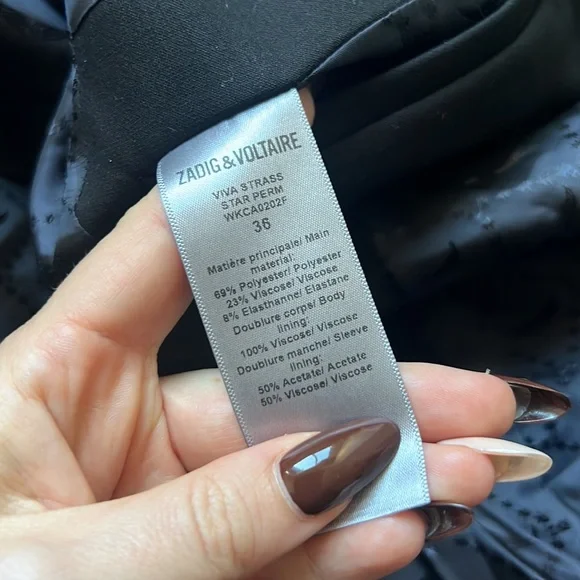 ZADIG & VOLTAIRE
VIVA STRASS
STAR PERM
WKCA0202F
36
Matière principale/ Main
material:
69% Polyester/ Polyester
23% Viscose/ Viscose
8% Elasthanne/ Elastane
Doublure corps/ Body
lining:
100% Viscose/ Viscose
Doublure manche/ Sleeve
lining:
50% Acetate/ Acetate
50% Viscose/ Viscose